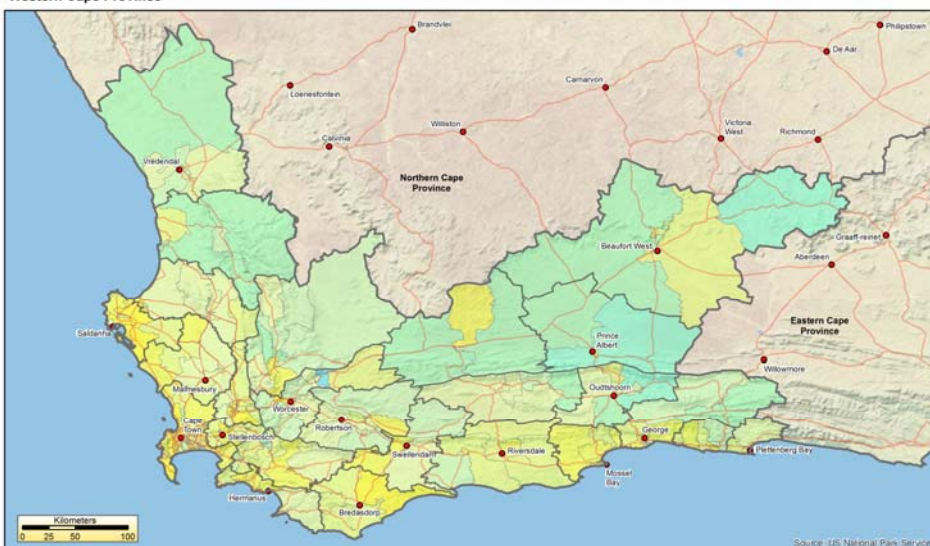 Western Cape Province
Brandvlei
Philipstown
De Aar
Loeriesfontein
Carnarvon
Williston
Victoria
West
Richmond
Calvinia
Vredendal
Northern Cape
Province
Graaff-reinet
Beaufort West
Aberdeen
Saldanha
Eastern Cape
Province
Prince
Albert
Willowmore
Malmesbury
Oudtshoorn
Worcester
Robertson
Cape
Town
Stellenbosch
George
Swellendam
Riversdale
Plettenberg Bay
Mossel
Bay
Hermanus
Bredasdorp
Kilometers
0 25 50 100
Source: US National Park Service